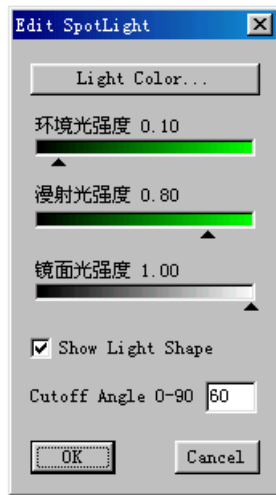 Edit SpotLight
Light Color...
环境光强度 0.10
漫射光强度 0.80
镜面光强度 1.00
Show Light Shape
Cutoff Angle 0-90 60
OK Cancel